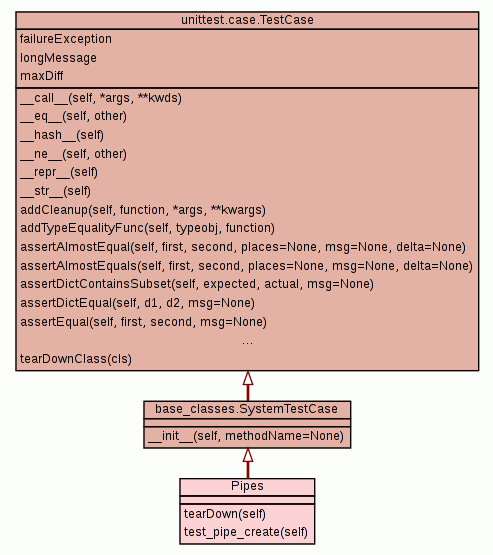 unittest.case.TestCase
failureException
longMessage
maxDiff
__call__(self, *args, **kwds)
__eq__(self, other)
__hash__(self)
__ne__(self, other)
__repr__(self)
__str__(self)
addCleanup(self, function, *args, **kwargs)
addTypeEqualityFunc(self, typeobj, function)
assertAlmostEqual(self, first, second, places=None, msg=None, delta=None)
assertAlmostEquals(self, first, second, places=None, msg=None, delta=None)
assertDictContainsSubset(self, expected, actual, msg=None)
assertDictEqual(self, d1, d2, msg=None)
assertEqual(self, first, second, msg=None)
...
tearDownClass(cls)
base_classes.SystemTestCase
__init__(self, methodName=None)
Pipes
tearDown(self)
test_pipe_create(self)